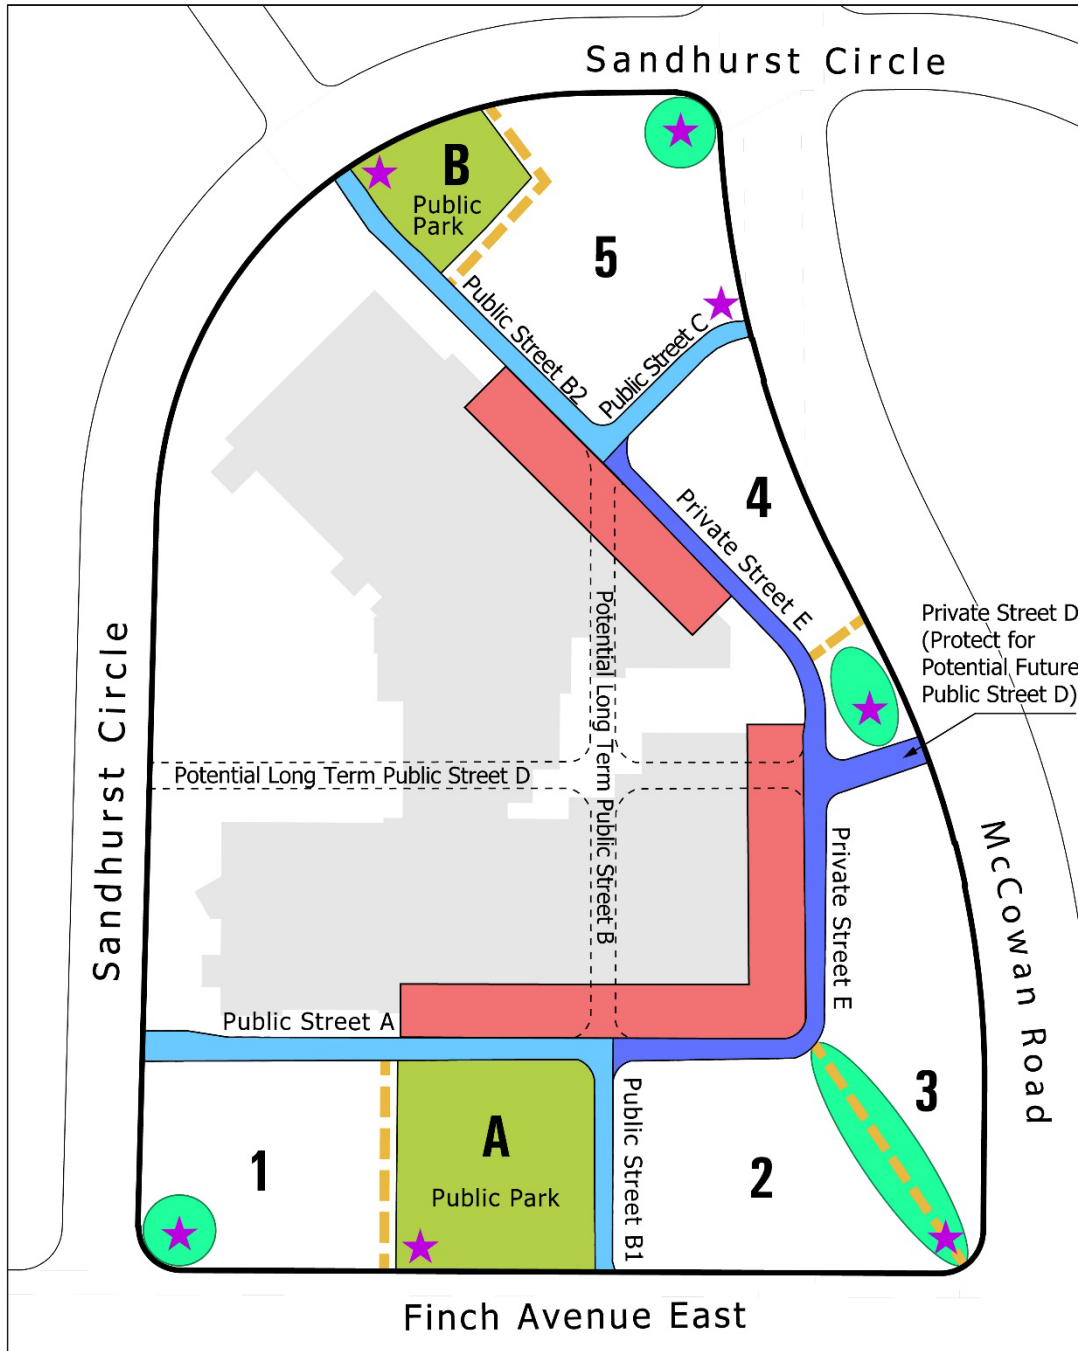 Sandhurst Circle
B
Public
Park
5
Public Street B2
Public Street C
4
Private Street E
Private Street D
(Protect for
Potential Future
Public Street D)
Sandhurst Circle
Potential Long Term Public Street B
Potential Long Term Public Street D
Private Street E
McCowan Road
Public Street A
3
A
1
2
Public Street B1
Public Park
Finch Avenue East